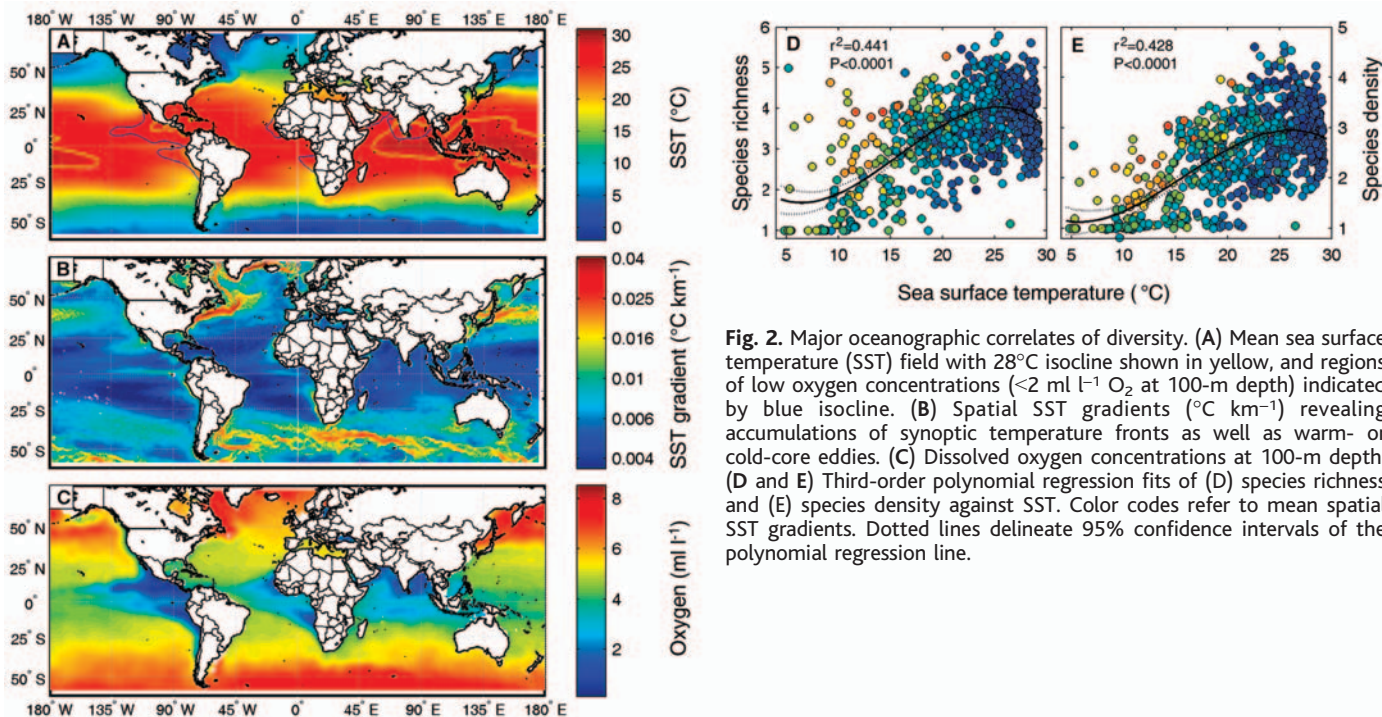 180° W 135° W 90° W 45° W 0° 45° E 90° E 135° E 180° E
A
50° N
25° N
0°
25° S
50° S
30
25
20
15
10
5
0
SST (°C)
B
50° N
25° N
0°
25° S
50° S
0.04
0.025
0.016
0.01
0.006
0.004
SST gradient (°C km⁻¹)
C
50° N
25° N
0°
25° S
50° S
8
6
4
2
Oxygen (ml l⁻¹)
180° W 135° W 90° W 45° W 0° 45° E 90° E 135° E 180° E
D
r²=0.441
P<0.0001
Species richness
6
5
4
3
2
1
5 10 15 20 25 30
E
r²=0.428
P<0.0001
5
4
3
2
1
Species density
5 10 15 20 25 30
Sea surface temperature (°C)
Fig. 2. Major oceanographic correlates of diversity. (A) Mean sea surface
temperature (SST) field with 28°C isocline shown in yellow, and regions
of low oxygen concentrations (<2 ml l⁻¹ O₂ at 100-m depth) indicated
by blue isocline. (B) Spatial SST gradients (°C km⁻¹) revealing
accumulations of synoptic temperature fronts as well as warm- or
cold-core eddies. (C) Dissolved oxygen concentrations at 100-m depth
(D and E) Third-order polynomial regression fits of (D) species richness
and (E) species density against SST. Color codes refer to mean spatial
SST gradients. Dotted lines delineate 95% confidence intervals of the
polynomial regression line.